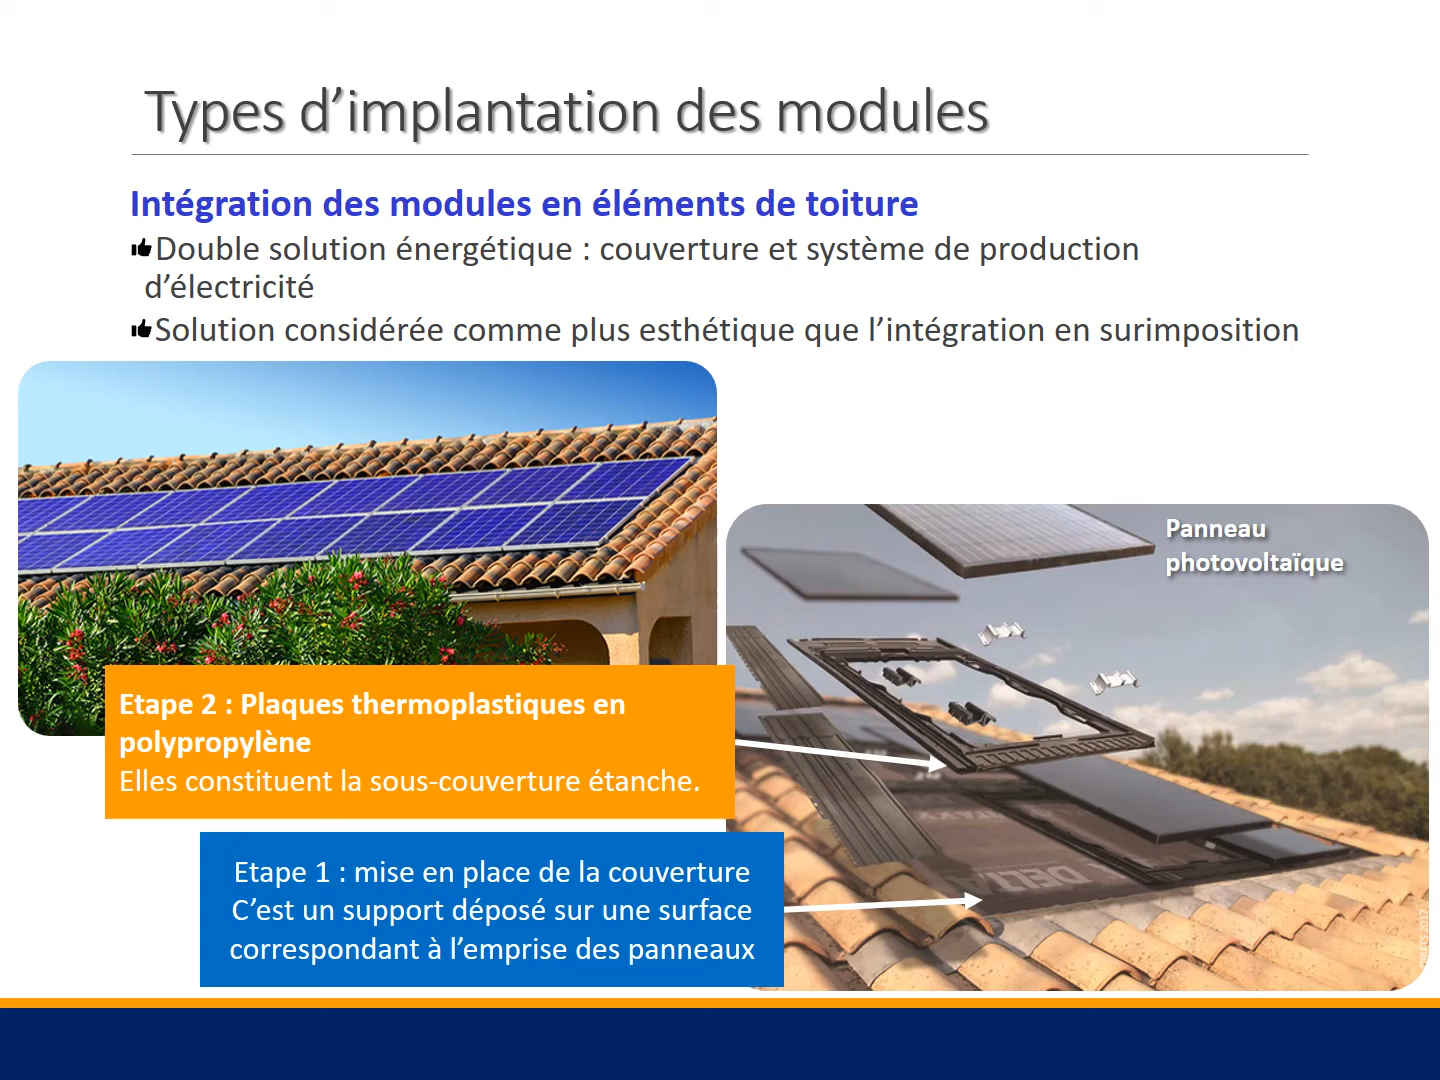 Types d’implantation des modules
Intégration des modules en éléments de toiture
Double solution énergétique : couverture et système de production
d’électricité
Solution considérée comme plus esthétique que l’intégration en surimposition
Panneau
photovoltaïque
Etape 2 : Plaques thermoplastiques en
polypropylène
Elles constituent la sous-couverture étanche.
Etape 1 : mise en place de la couverture
C’est un support déposé sur une surface
correspondant à l’emprise des panneaux